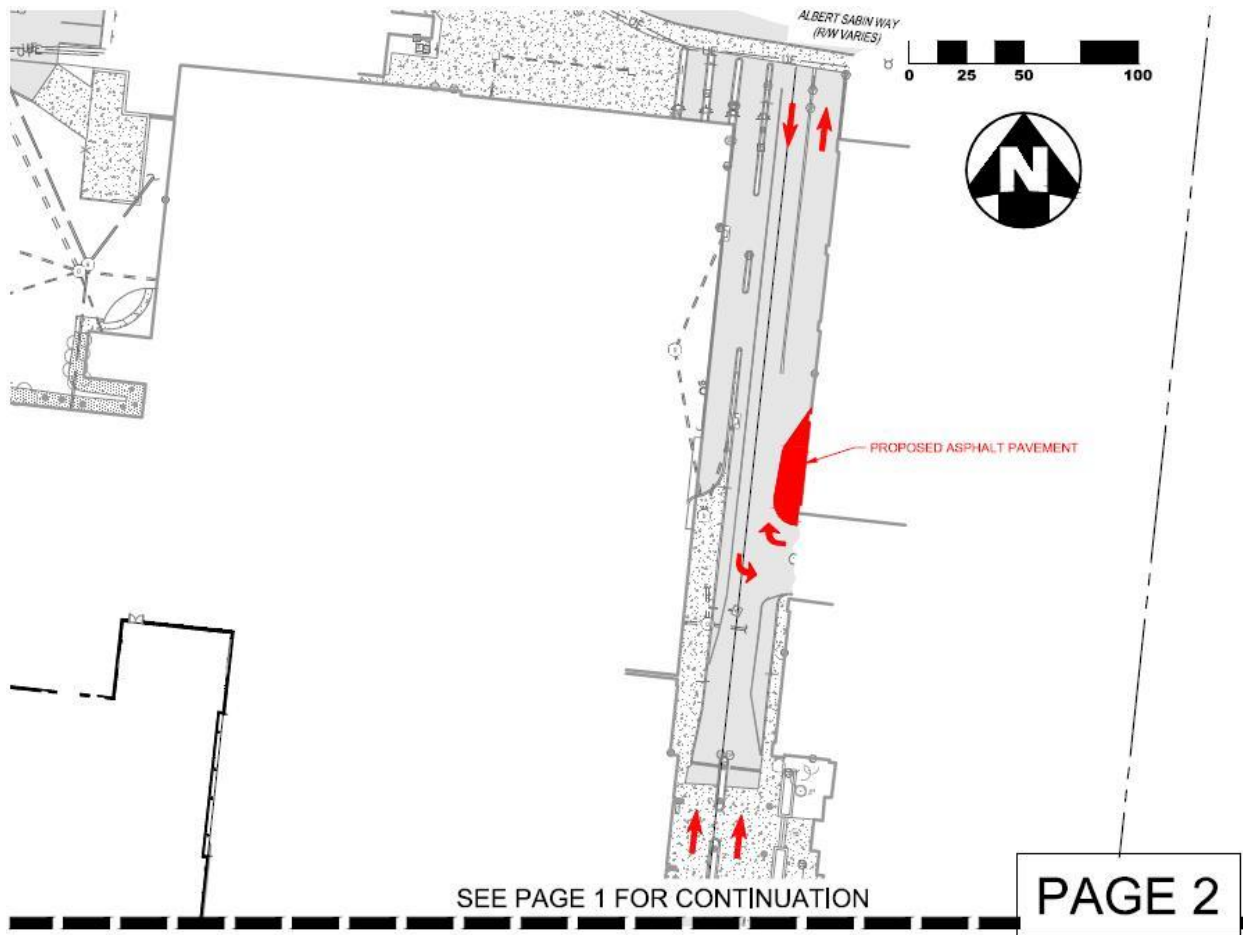 ALBERT SABIN WAY
(R/W VARIES)
0 25 50 100
N
PROPOSED ASPHALT PAVEMENT
SEE PAGE 1 FOR CONTINUATION
PAGE 2